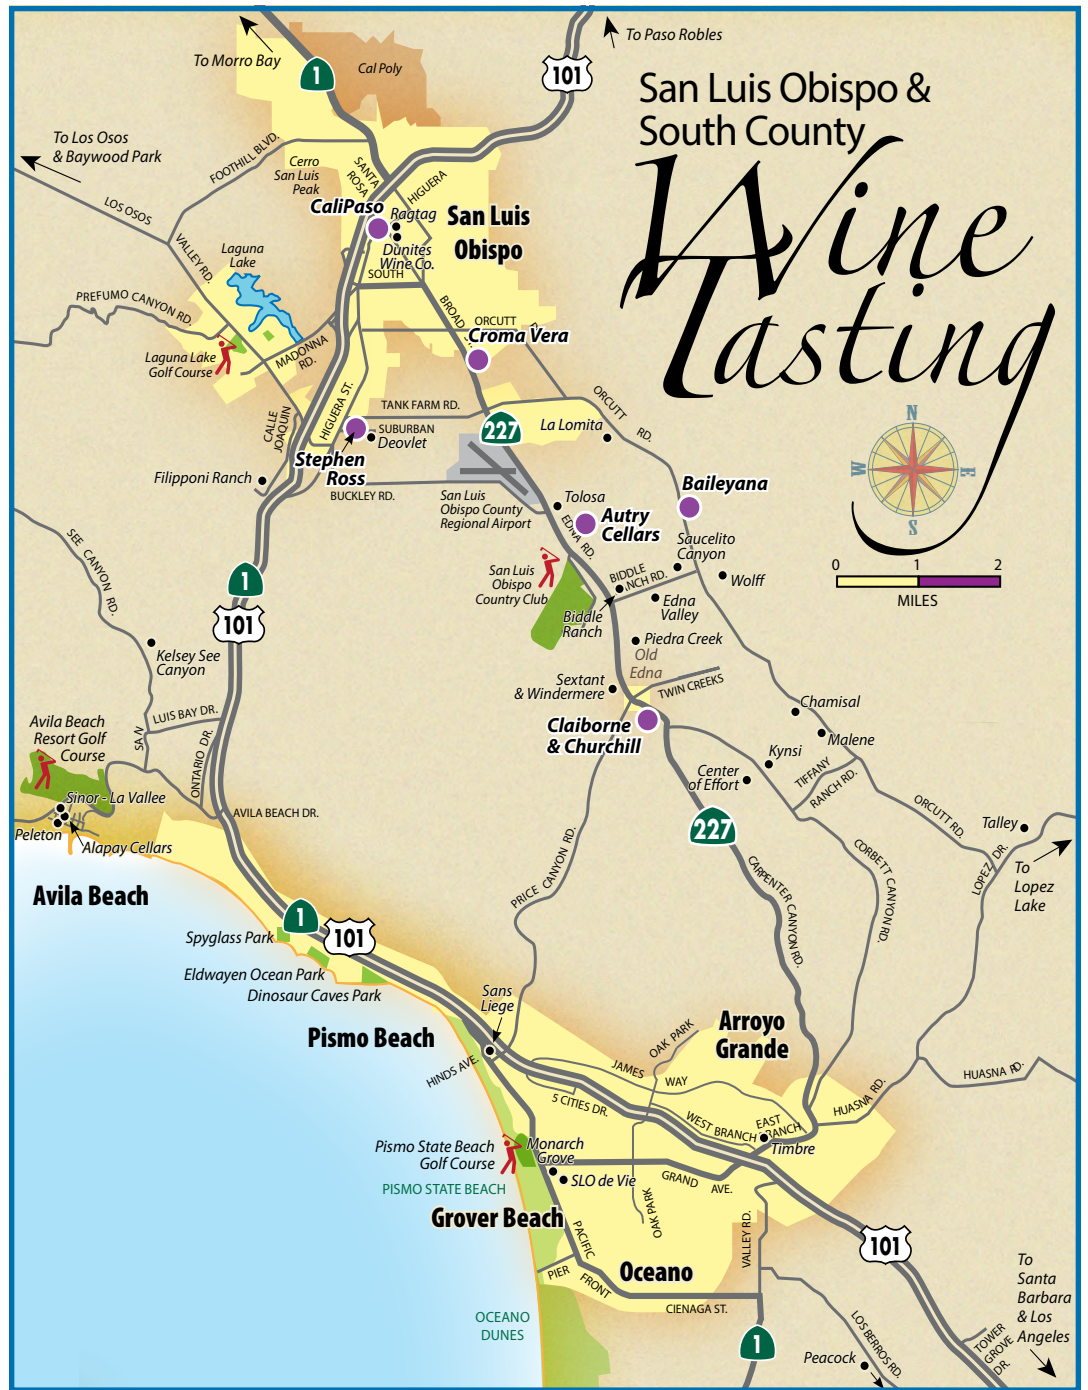 To Morro Bay
1
Cal Poly
101
To Paso Robles
San Luis Obispo &
South County
Wine
Tasting
To Los Osos
& Baywood Park
FOOTHILL BLVD.
Cerro
San Luis
Peak
SANTA
ROSA
HIGUERA
LOS OSOS
VALLEY RD.
CaliPaso
Ragtag
San Luis
Obispo
Dunites
Wine Co.
Laguna
Lake
SOUTH
PREFUMO CANYON RD.
BROAD
ORCUTT
Croma Vera
MADONNA
RD.
Laguna Lake
Golf Course
HIGUERA ST.
TANK FARM RD.
ORCUTT
RD.
CALLE
JOAQUIN
SUBURBAN
Deovlet
227
La Lomita
N
W
E
S
Stephen
Ross
Filipponi Ranch
BUCKLEY RD.
San Luis
Obispo County
Regional Airport
Tolosa
Baileyana
Autry
Cellars
EDNA RD.
Saucelito
Canyon
SEE CANYON RD.
San Luis
Obispo
Country Club
BIDDLE
NCH RD.
Wolff
0
1
2
MILES
1
101
Biddle
Ranch
Edna
Valley
Piedra Creek
Old
Edna
Kelsey See
Canyon
Sextant
& Windermere
TWIN CREEKS
SAN
LUIS BAY DR.
Claiborne
& Churchill
Chamisal
Malene
Avila Beach
Resort Golf
Course
ONTARIO DR.
Kynsi
Center
of Effort
TIFFANY
RANCH RD.
Sinor - La Vallee
Peleton
Alapay Cellars
AVILA BEACH DR.
227
ORCUTT RD.
Talley
LOPEZ DR.
To
Lopez
Lake
PRICE CANYON RD.
CARPENTER CANYON RD.
CORBETT CANYON RD.
Avila Beach
1
101
Spyglass Park
Eldwayen Ocean Park
Dinosaur Caves Park
Sans
Liege
Pismo Beach
Arroyo
Grande
OAK PARK
HINDS AVE.
JAMES
WAY
HUASNA RD.
HUASNA RD.
5 CITIES DR.
WEST BRANCH
EAST
BRANCH
Timbre
Pismo State Beach
Golf Course
Monarch
Grove
SLO de Vie
PISMO STATE BEACH
GRAND
AVE.
OAK PARK
Grover Beach
PACIFIC
VALLEY RD.
101
PIER
FRONT
Oceano
CIENAGA ST.
OCEANO
DUNES
1
LOS BERROS RD.
Peacock
TOWER
GROVE
DR.
To
Santa
Barbara
& Los
Angeles